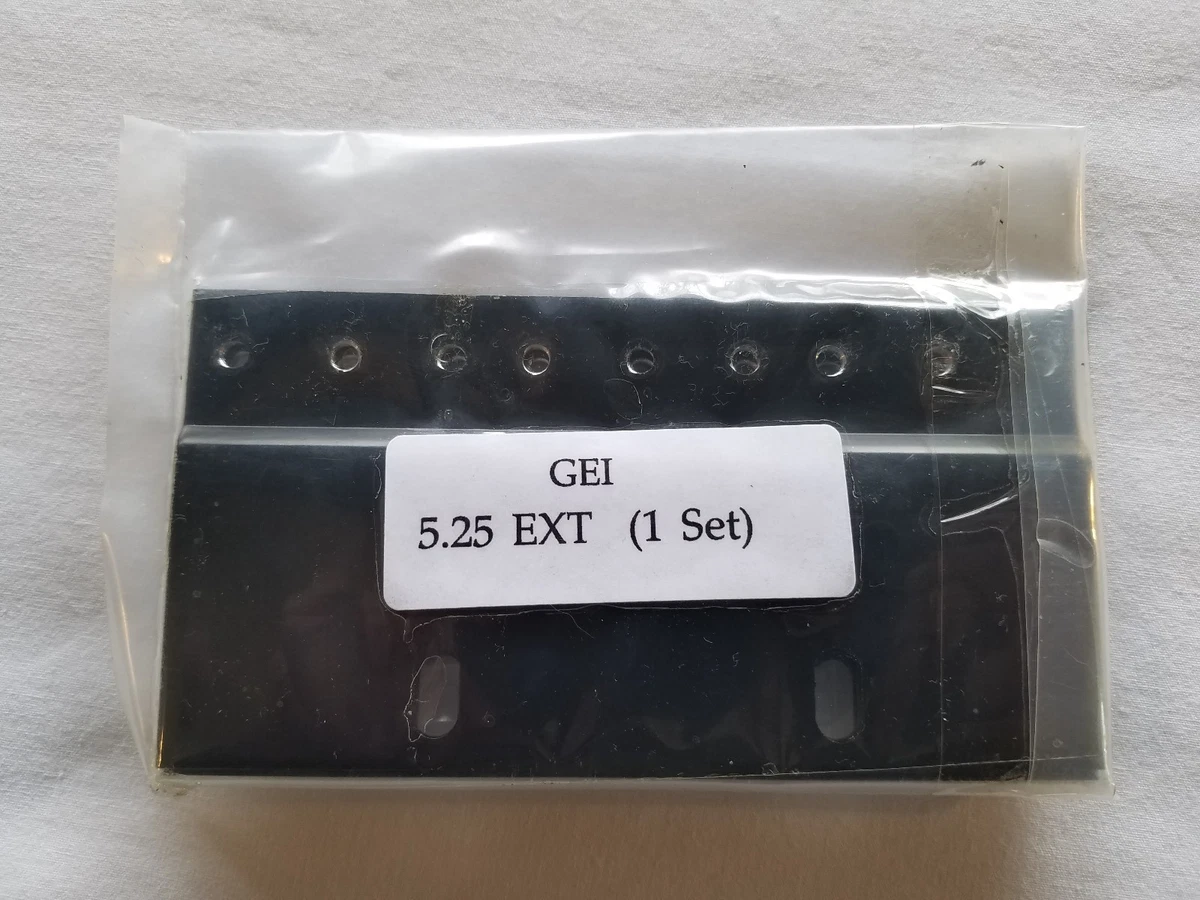 GEI
5.25 EXT (1 Set)